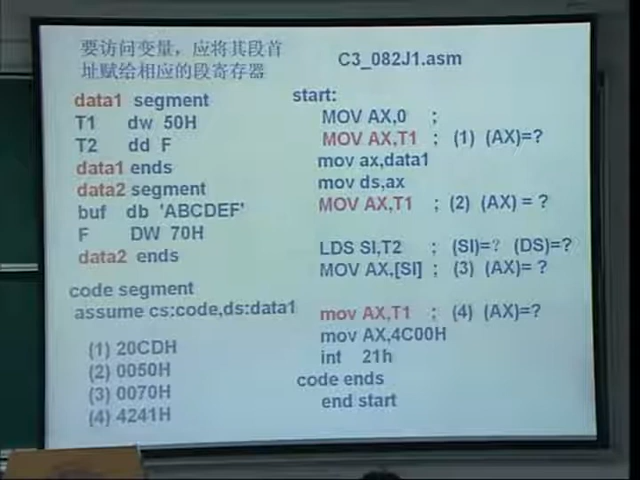 要访问变量，应将其段首
址赋给相应的段寄存器
C3_082J1.asm
data1 segment
T1 dw 50H
T2 dd F
data1 ends
data2 segment
buf db 'ABCDEF'
F DW 70H
data2 ends
code segment
assume cs:code,ds:data1
(1) 20CDH
(2) 0050H
(3) 0070H
(4) 4241H
start:
MOV AX,0 ;
MOV AX,T1 ; (1) (AX)=?
mov ax,data1
mov ds,ax
MOV AX,T1 ; (2) (AX) = ?
LDS SI,T2 ; (SI)=? (DS)=?
MOV AX,[SI] ; (3) (AX)= ?
mov AX,T1 ; (4) (AX)=?
mov AX,4C00H
int 21h
code ends
end start